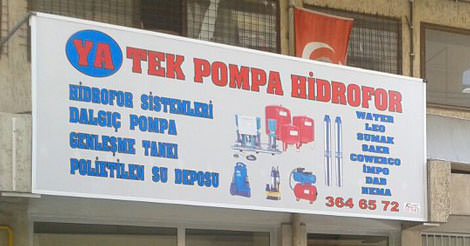 YA TEK POMPA HİDROFOR
HİDROFOR SİSTEMLERİ
DALGIÇ POMPA
GENLEŞME TANKI
POLİETİLEN SU DEPOSU
WATER
LEO
SUMAK
SAER
COWERCO
İMPO
DAB
HEMA
364 65 72